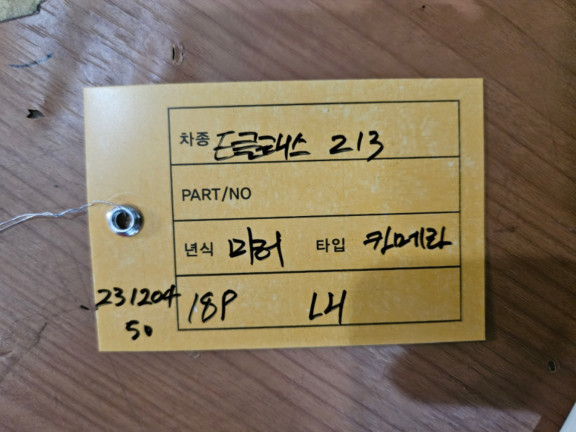 차종 E클래스 213
PART/NO
년식 미러 타입 카메라
231204 18P LH
50